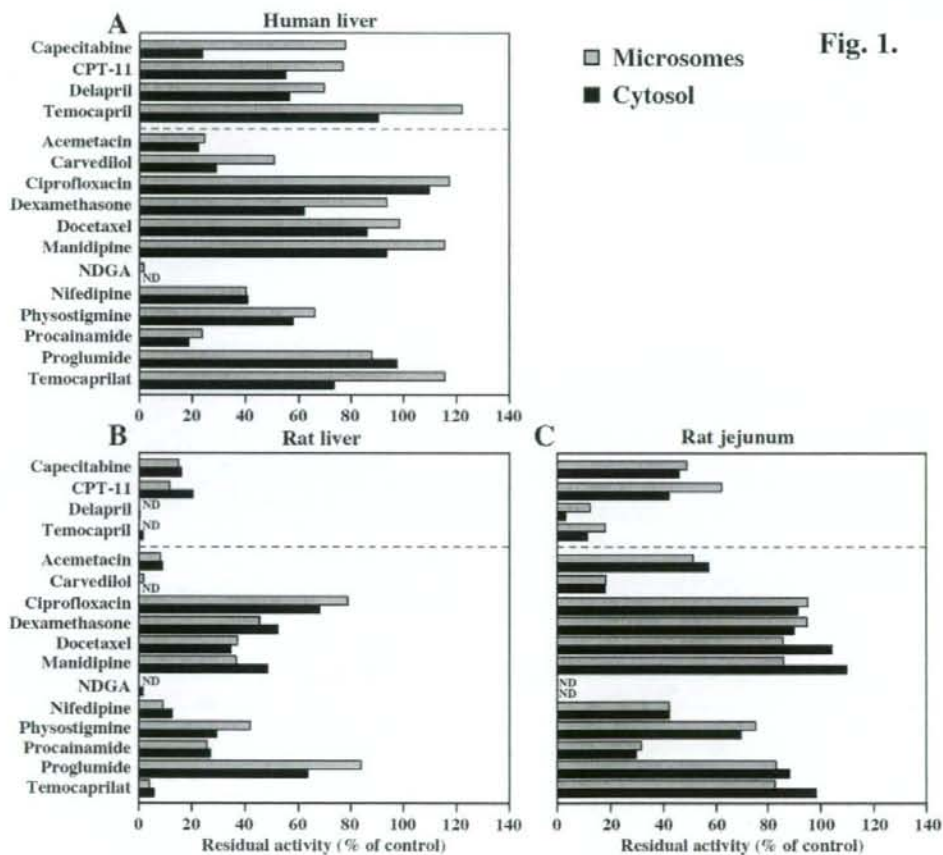 A
Human liver
Fig. 1.
Microsomes
Cytosol
Capecitabine
CPT-11
Delapril
Temocapril
Acemetacin
Carvedilol
Ciprofloxacin
Dexamethasone
Docetaxel
Manidipine
NDGA
ND
Nifedipine
Physostigmine
Procainamide
Proglumide
Temocaprilat
0 20 40 60 80 100 120 140
B
Rat liver
Capecitabine
CPT-11
Delapril
ND
Temocapril
ND
Acemetacin
Carvedilol
ND
Ciprofloxacin
Dexamethasone
Docetaxel
Manidipine
NDGA
ND
Nifedipine
Physostigmine
Procainamide
Proglumide
Temocaprilat
0 20 40 60 80 100 120 140
Residual activity (% of control)
C
Rat jejunum
ND
ND
0 20 40 60 80 100 120 140
Residual activity (% of control)